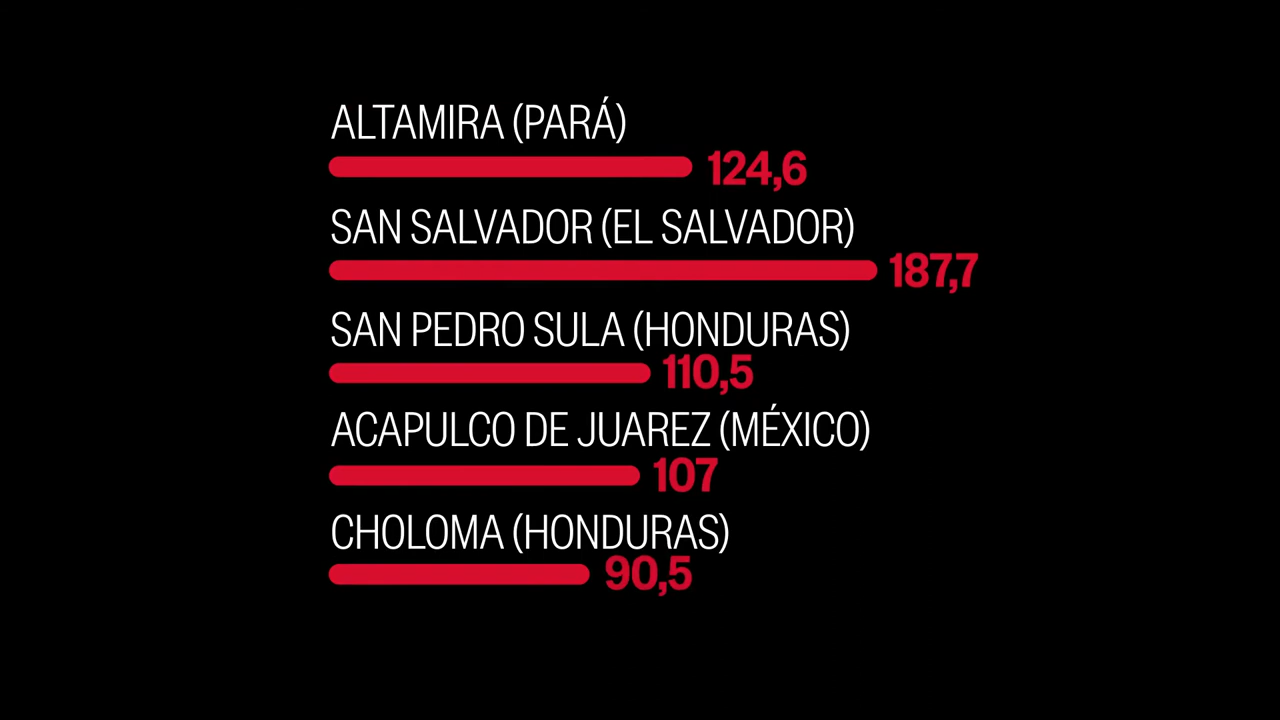 ALTAMIRA (PARÁ)
124,6
SAN SALVADOR (EL SALVADOR)
187,7
SAN PEDRO SULA (HONDURAS)
110,5
ACAPULCO DE JUAREZ (MÉXICO)
107
CHOLOMA (HONDURAS)
90,5